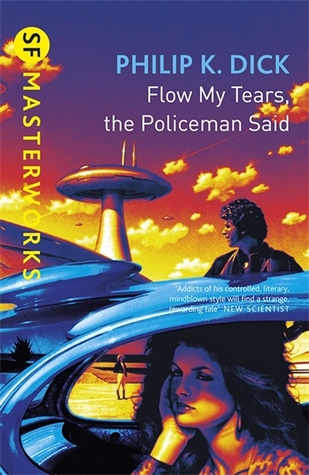 SF MASTERWORKS
PHILIP K. DICK
Flow My Tears,
the Policeman Said
'Addicts of his controlled, literary,
mindblown style will find a strange,
rewarding tale' NEW SCIENTIST